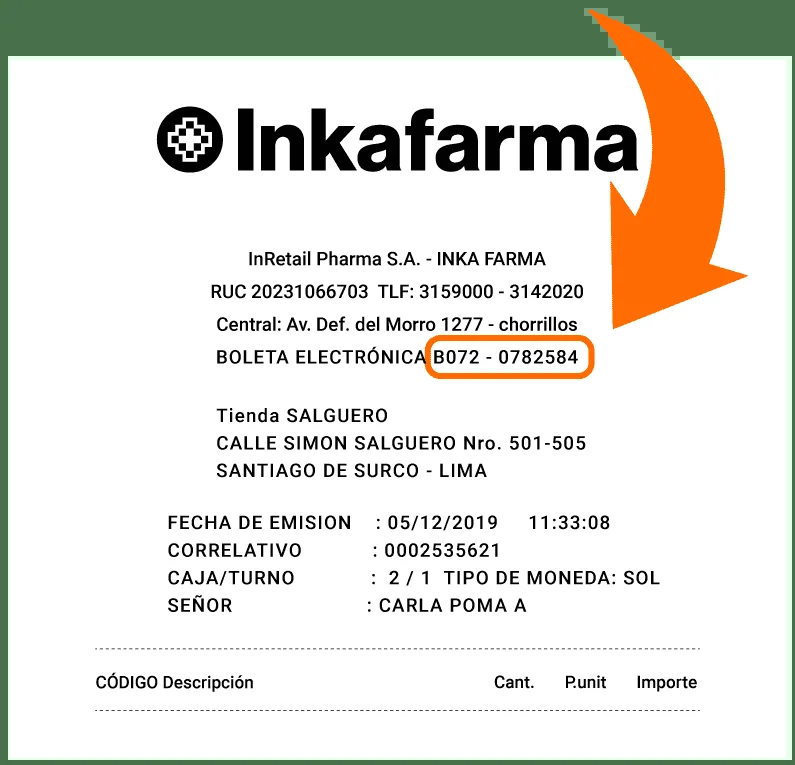 Inkafarma
InRetail Pharma S.A. - INKA FARMA
RUC 20231066703 TLF: 3159000 - 3142020
Central: Av. Def. del Morro 1277 - chorrillos
BOLETA ELECTRÓNICA B072 - 0782584
Tienda SALGUERO
CALLE SIMON SALGUERO Nro. 501-505
SANTIAGO DE SURCO - LIMA
FECHA DE EMISION : 05/12/2019 11:33:08
CORRELATIVO : 0002535621
CAJA/TURNO : 2 / 1 TIPO DE MONEDA: SOL
SEÑOR : CARLA POMA A
CÓDIGO Descripción Cant. P.unit Importe